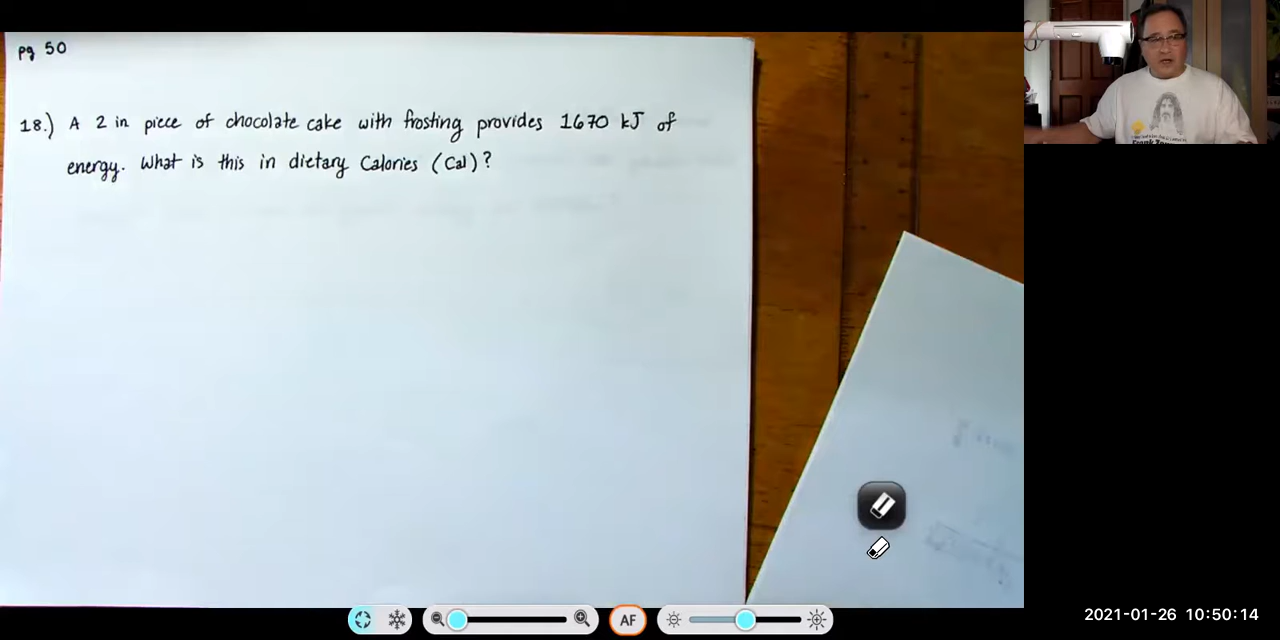 pg 50
18.) A 2 in piece of chocolate cake with frosting provides 1670 kJ of
energy. What is this in dietary Calories (Cal)?
AF
2021-01-26 10:50:14